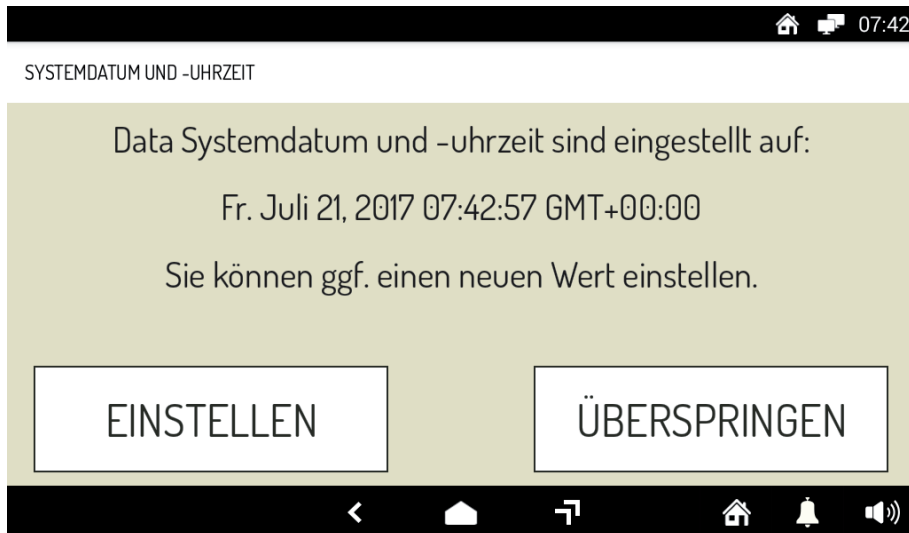 07:42
SYSTEMDATUM UND -UHRZEIT
Data Systemdatum und -uhrzeit sind eingestellt auf:
Fr. Juli 21, 2017 07:42:57 GMT+00:00
Sie können ggf. einen neuen Wert einstellen.
EINSTELLEN
ÜBERSPRINGEN